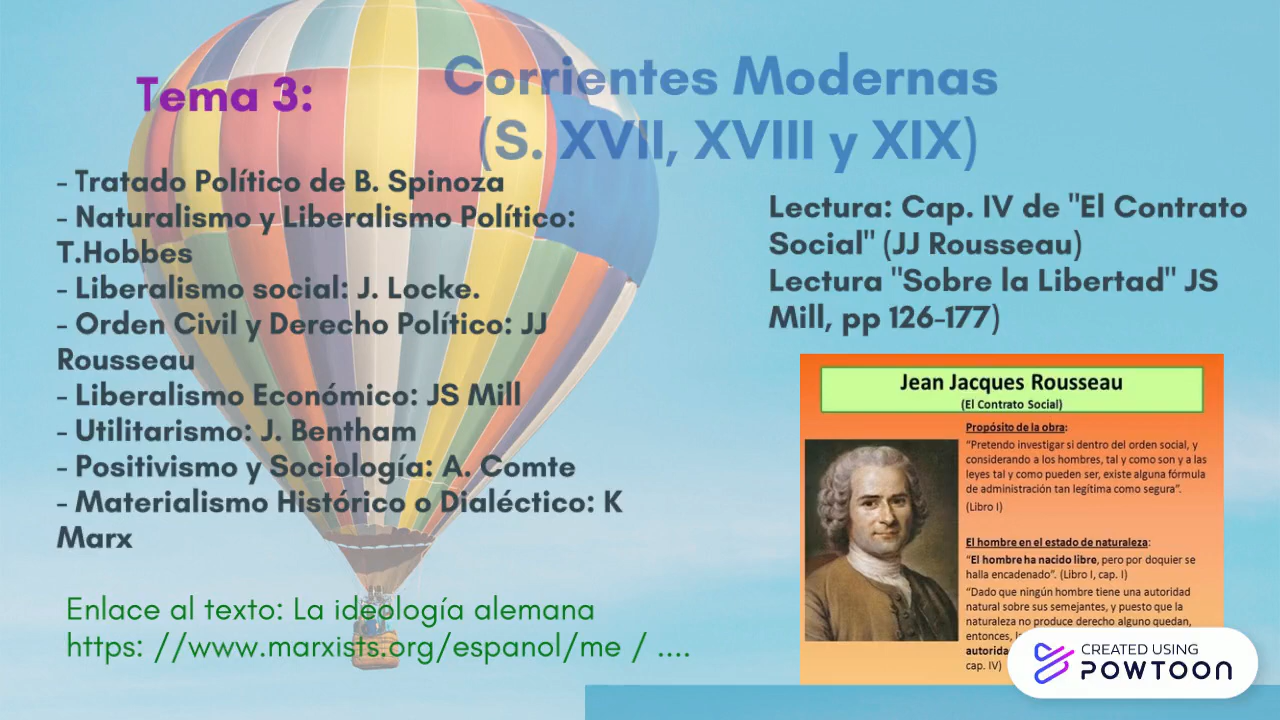 Tema 3:
Corrientes Modernas
(S. XVII, XVIII y XIX)
- Tratado Político de B. Spinoza
- Naturalismo y Liberalismo Político:
T.Hobbes
- Liberalismo social: J. Locke.
- Orden Civil y Derecho Político: JJ
Rousseau
- Liberalismo Económico: JS Mill
- Utilitarismo: J. Bentham
- Positivismo y Sociología: A. Comte
- Materialismo Histórico o Dialéctico: K
Marx
Enlace al texto: La ideología alemana
https: //www.marxists.org/espanol/me / ....
Lectura: Cap. IV de "El Contrato
Social" (JJ Rousseau)
Lectura "Sobre la Libertad" JS
Mill, pp 126-177)
Jean Jacques Rousseau
(El Contrato Social)
Propósito de la obra:
“Pretendo investigar si dentro del orden social, y
considerando a los hombres, tal y como son y a las
leyes tal y como pueden ser, existe alguna fórmula
de administración tan legítima como segura”.
(Libro I)
El hombre en el estado de naturaleza:
“El hombre ha nacido libre, pero por doquier se
halla encadenado”. (Libro I, cap. I)
“Dado que ningún hombre tiene una autoridad
natural sobre sus semejantes, y puesto que la
naturaleza no produce derecho alguno quedan,
entonces,
cap. IV)
CREATED USING
POWTOON